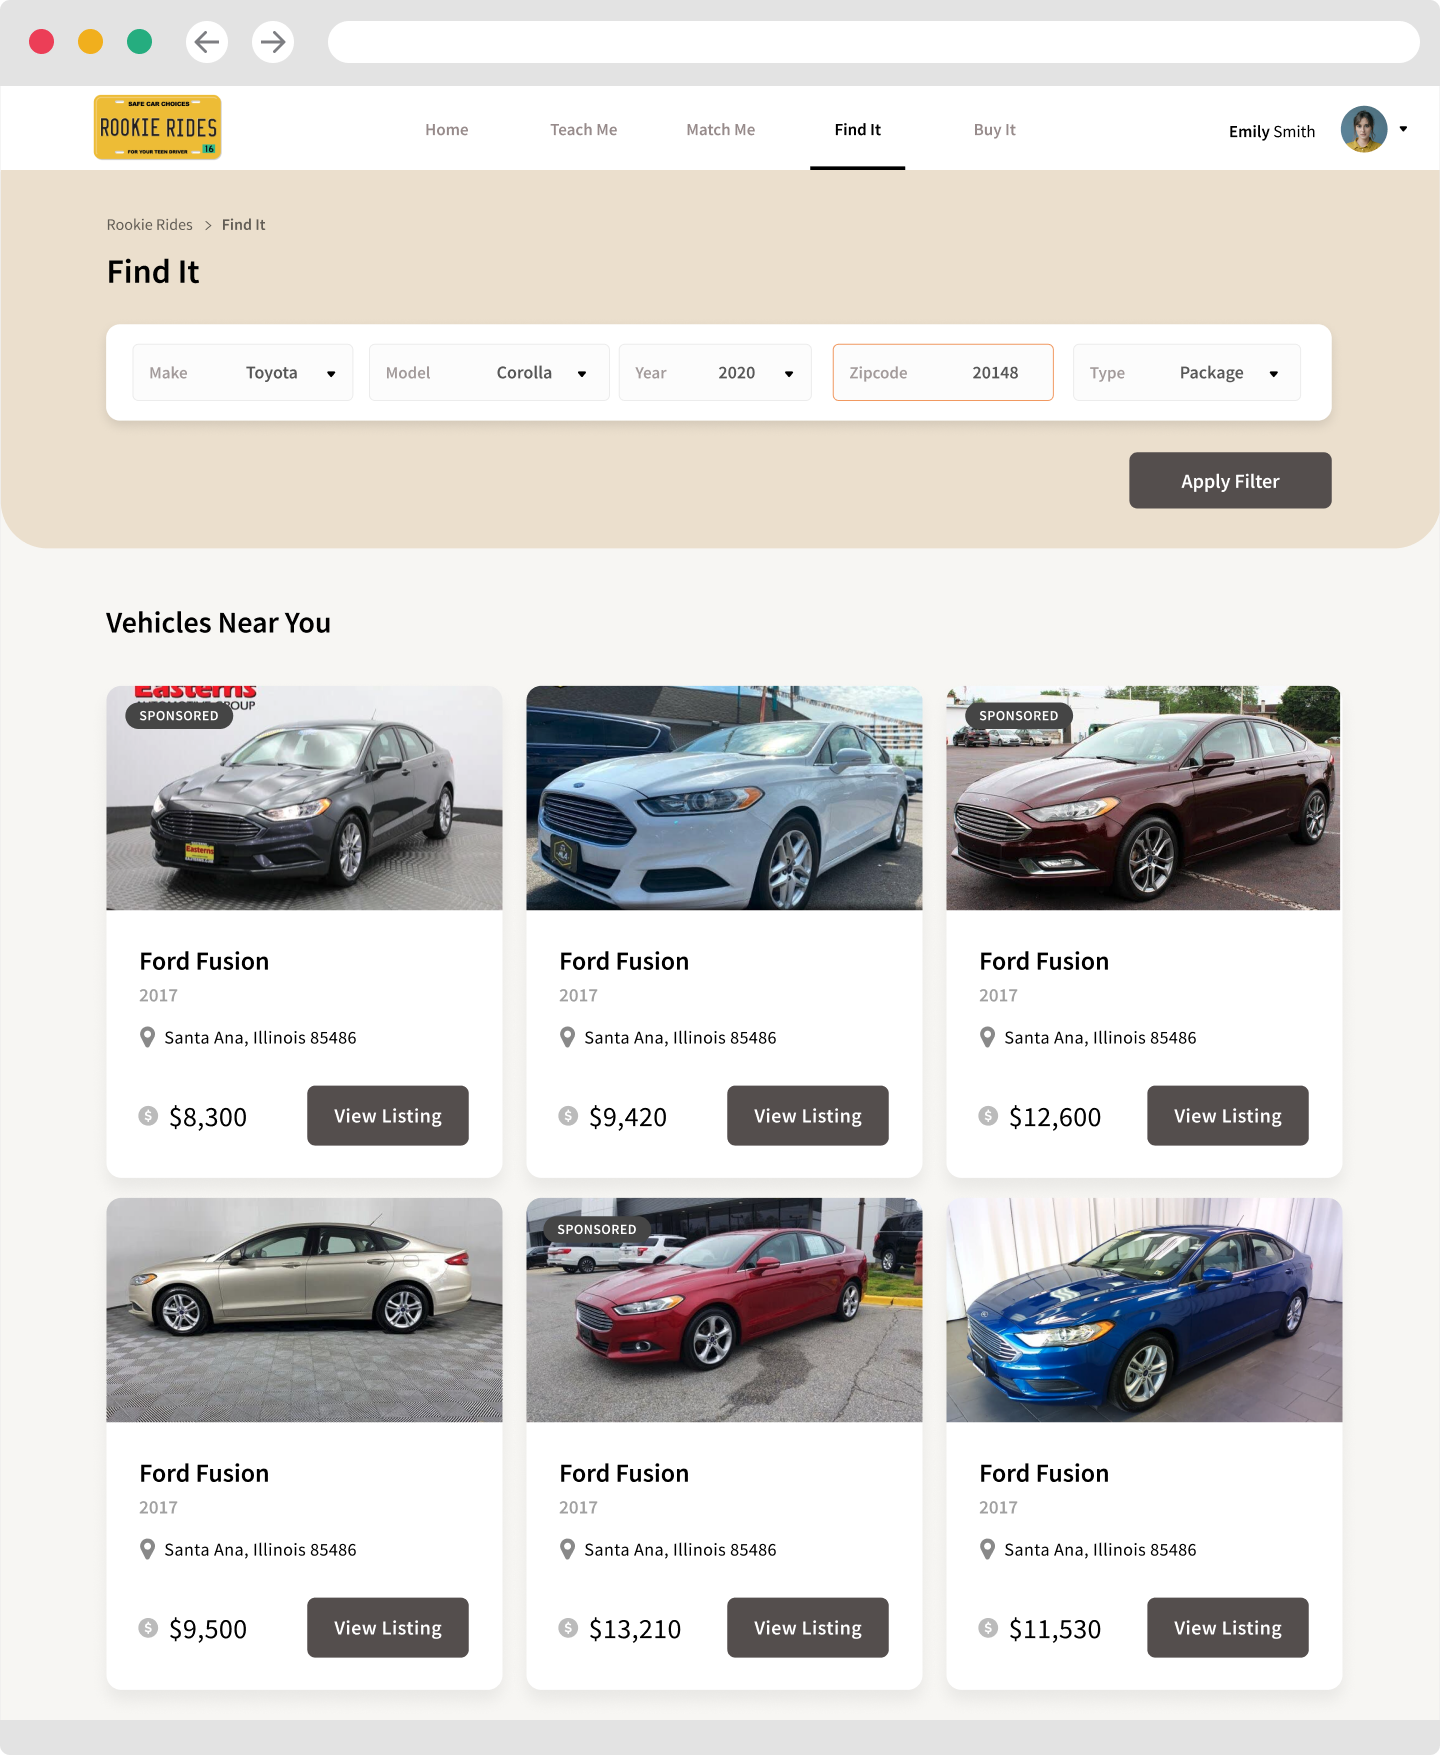 SAFE CAR CHOICES
ROOKIE RIDES
FOR YOUR TEEN DRIVER
16
Home
Teach Me
Match Me
Find It
Buy It
Emily Smith
Rookie Rides > Find It
Find It
Make Toyota
Model Corolla
Year 2020
Zipcode 20148
Type Package
Apply Filter
Vehicles Near You
Easterns
AUTOMOTIVE GROUP
SPONSORED
Easterns
Ford Fusion
2017
Santa Ana, Illinois 85486
$8,300
View Listing
Ford Fusion
2017
Santa Ana, Illinois 85486
$9,420
View Listing
SPONSORED
Ford Fusion
2017
Santa Ana, Illinois 85486
$12,600
View Listing
Ford Fusion
2017
Santa Ana, Illinois 85486
$9,500
View Listing
SPONSORED
Ford Fusion
2017
Santa Ana, Illinois 85486
$13,210
View Listing
Ford Fusion
2017
Santa Ana, Illinois 85486
$11,530
View Listing